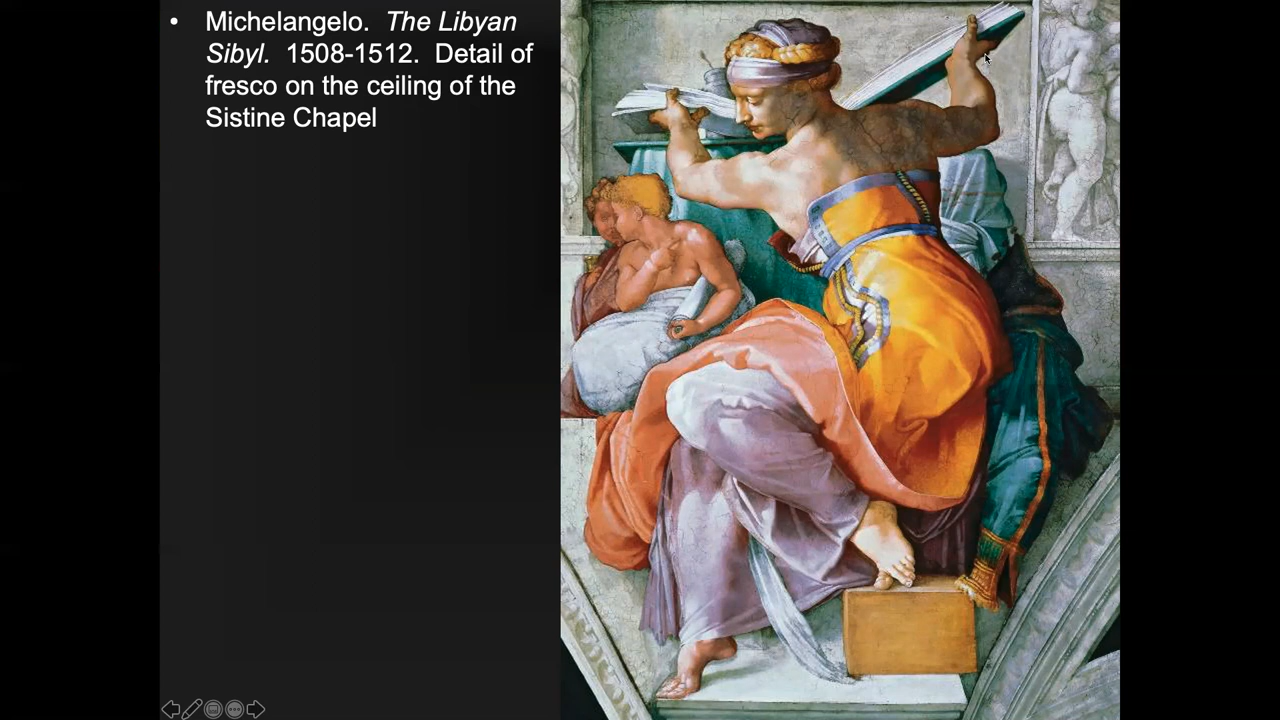 • Michelangelo. The Libyan
Sibyl. 1508-1512. Detail of
fresco on the ceiling of the
Sistine Chapel